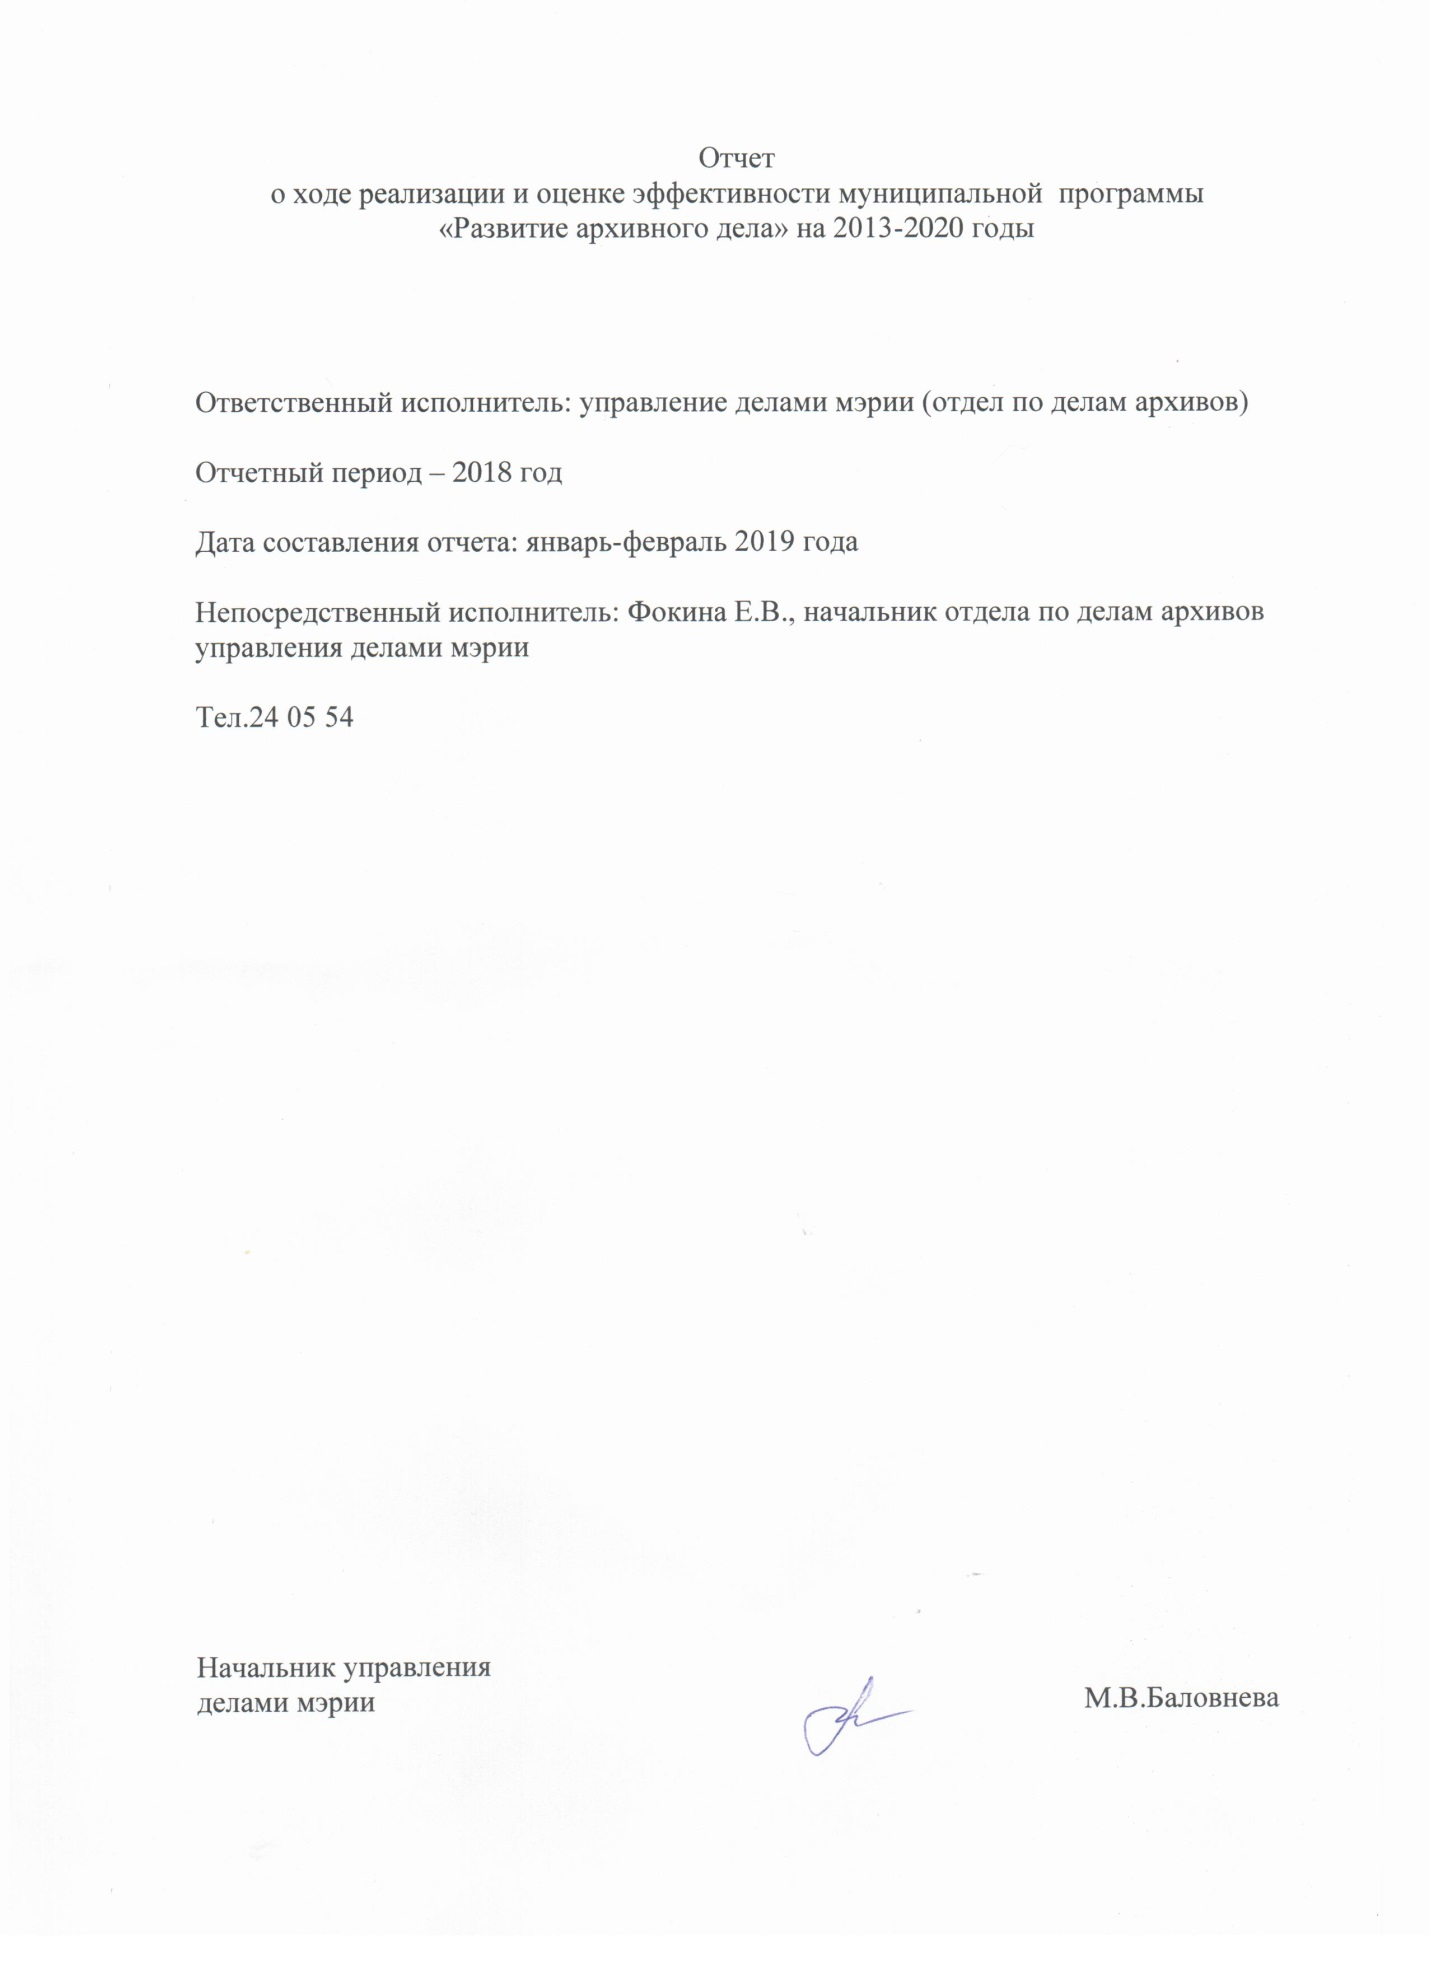 Отчет
о ходе реализации и оценке эффективности муниципальной программы
«Развитие архивного дела» на 2013-2020 годы
Ответственный исполнитель: управление делами мэрии (отдел по делам архивов)
Отчетный период – 2018 год
Дата составления отчета: январь-февраль 2019 года
Непосредственный исполнитель: Фокина Е.В., начальник отдела по делам архивов
управления делами мэрии
Тел.24 05 54
Начальник управления
делами мэрии
М.В.Баловнева